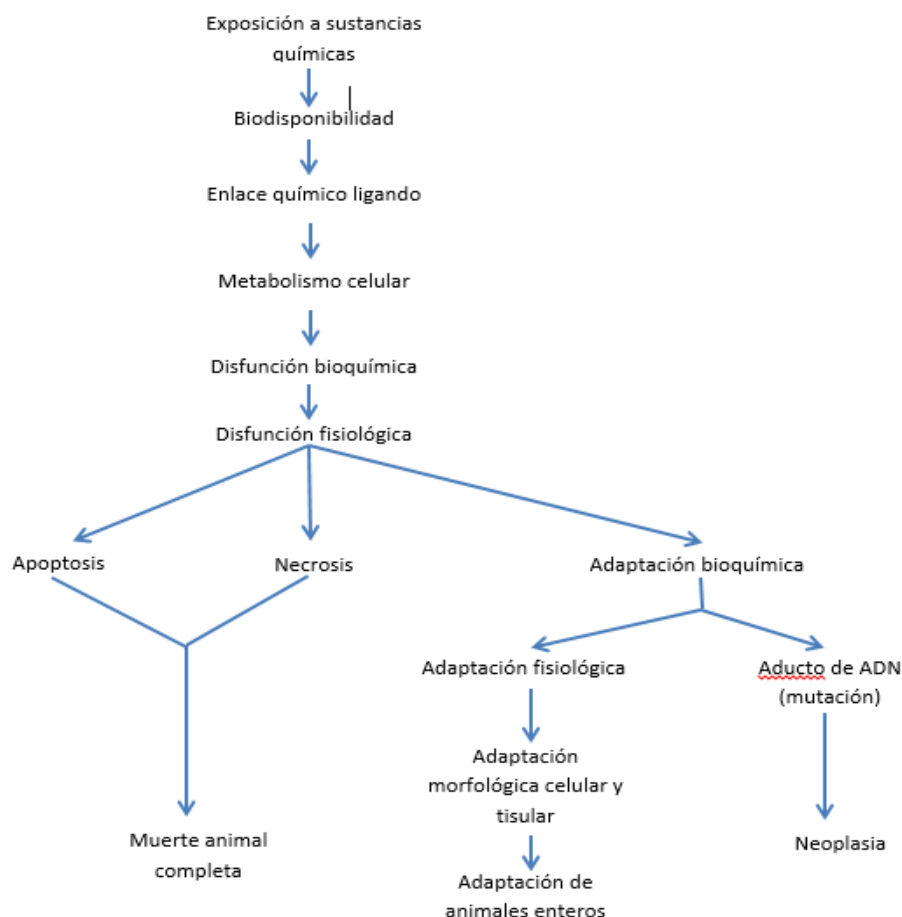 Exposición a sustancias
químicas
Biodisponibilidad
Enlace químico ligando
Metabolismo celular
Disfunción bioquímica
Disfunción fisiológica
Apoptosis
Necrosis
Adaptación bioquímica
Adaptación fisiológica
Aducto de ADN
(mutación)
Adaptación
morfológica celular y
tisular
Muerte animal
completa
Neoplasia
Adaptación de
animales enteros